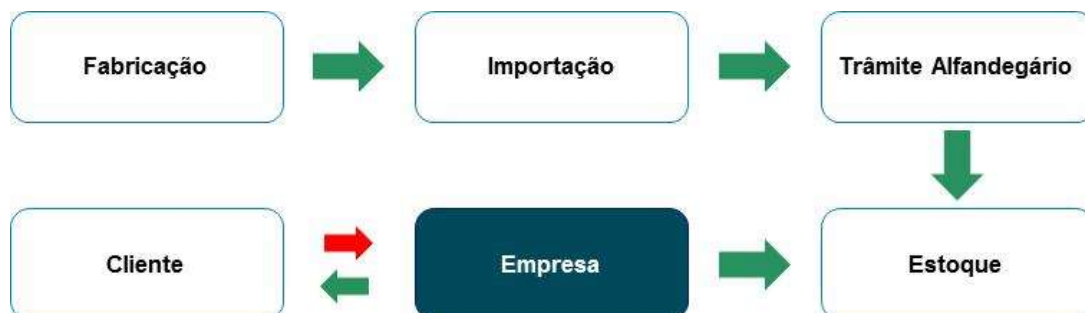 Fabricação
Importação
Trâmite Alfandegário
Cliente
Empresa
Estoque